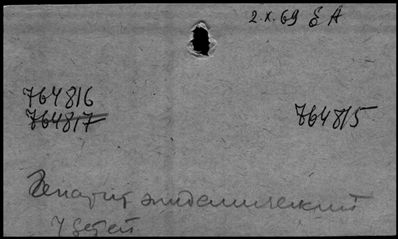 2.X.69 ЕА
764816
764817 764815
Гепатит эпидемический
у детей